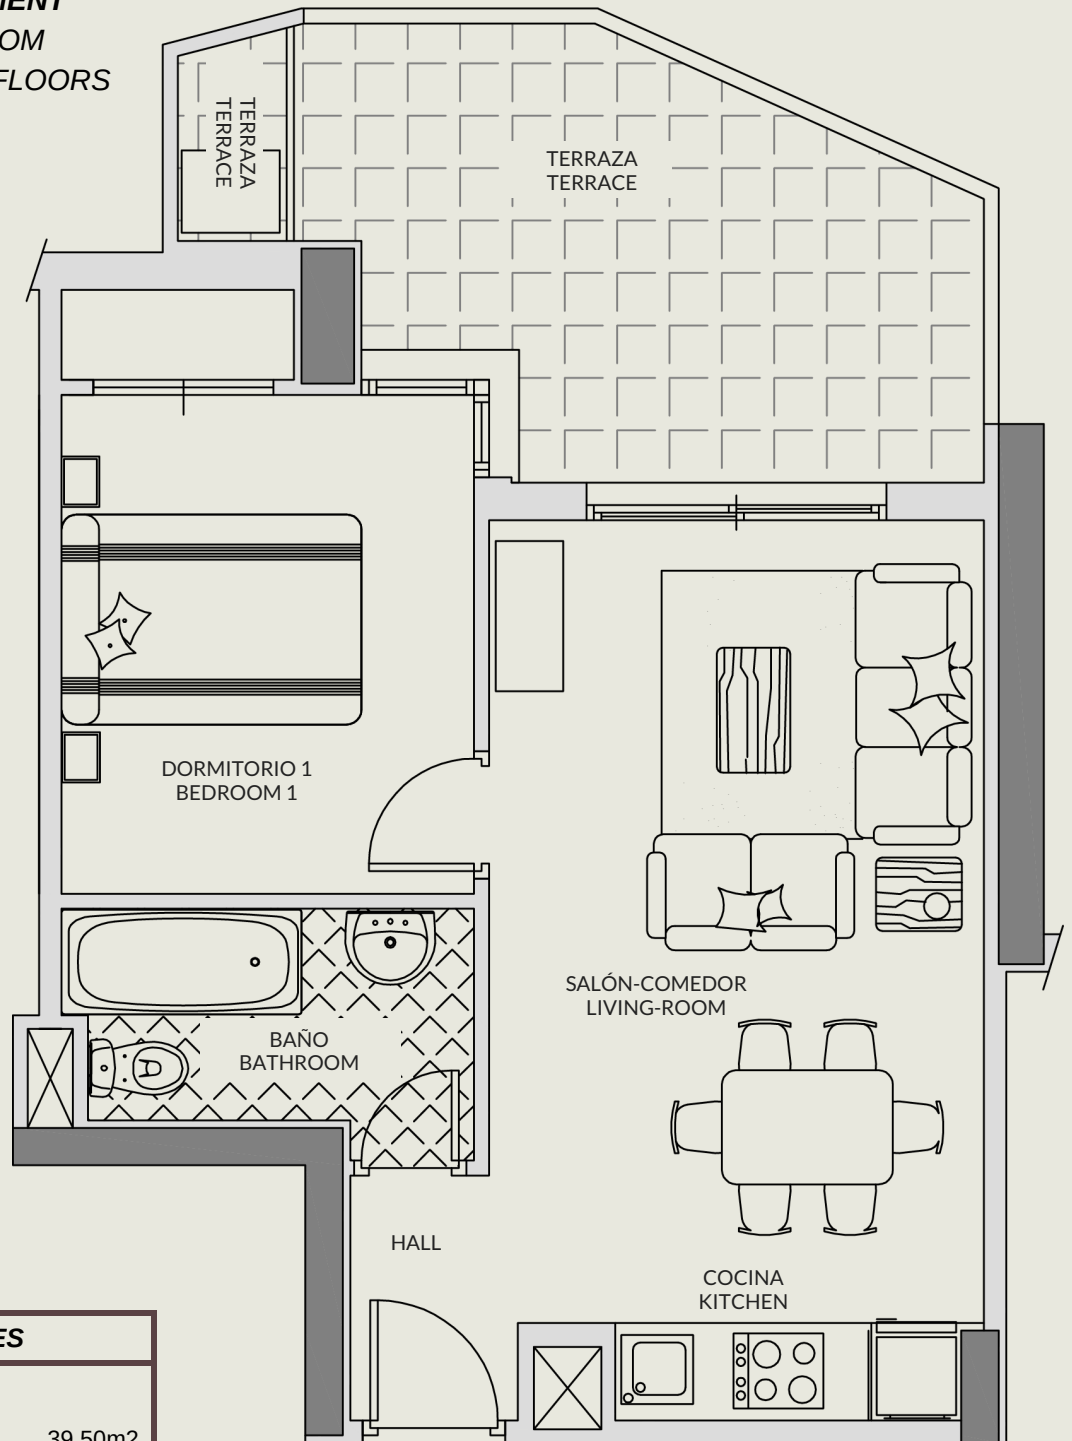 OM
FLOORS
TERRAZA
TERRACE
TERRAZA
TERRACE
DORMITORIO 1
BEDROOM 1
SALÓN-COMEDOR
LIVING-ROOM
BAÑO
BATHROOM
HALL
COCINA
KITCHEN
ES
39,50m2